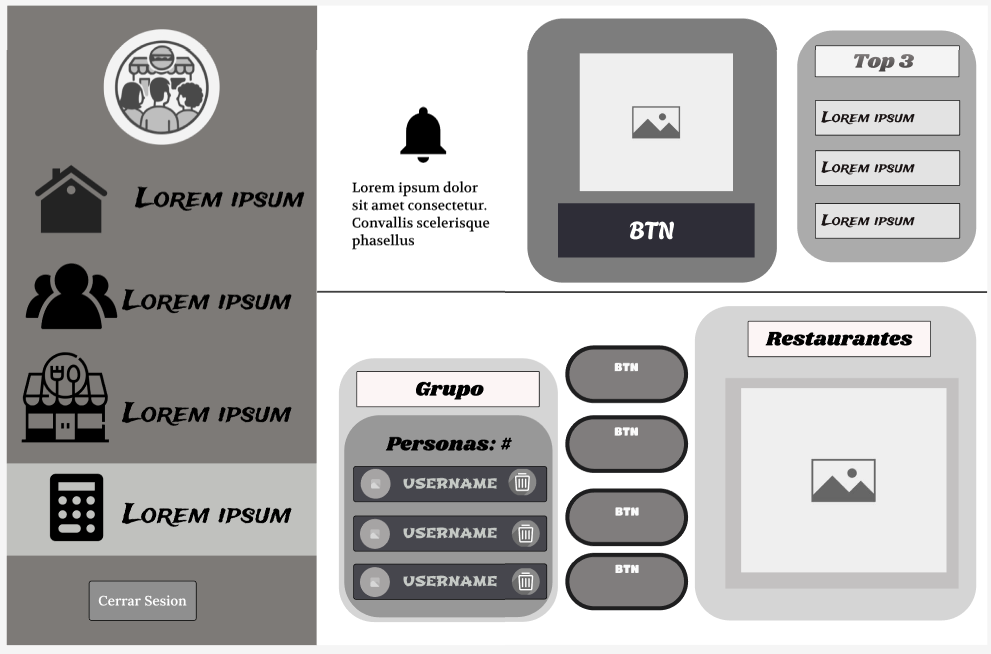 Lorem ipsum
Lorem ipsum
Lorem ipsum
Lorem ipsum
Cerrar Sesion
Lorem ipsum dolor
sit amet consectetur.
Convallis scelerisque
phasellus
BTN
Top 3
Lorem ipsum
Lorem ipsum
Lorem ipsum
Grupo
Personas: #
USERNAME
USERNAME
USERNAME
BTN
BTN
BTN
BTN
Restaurantes